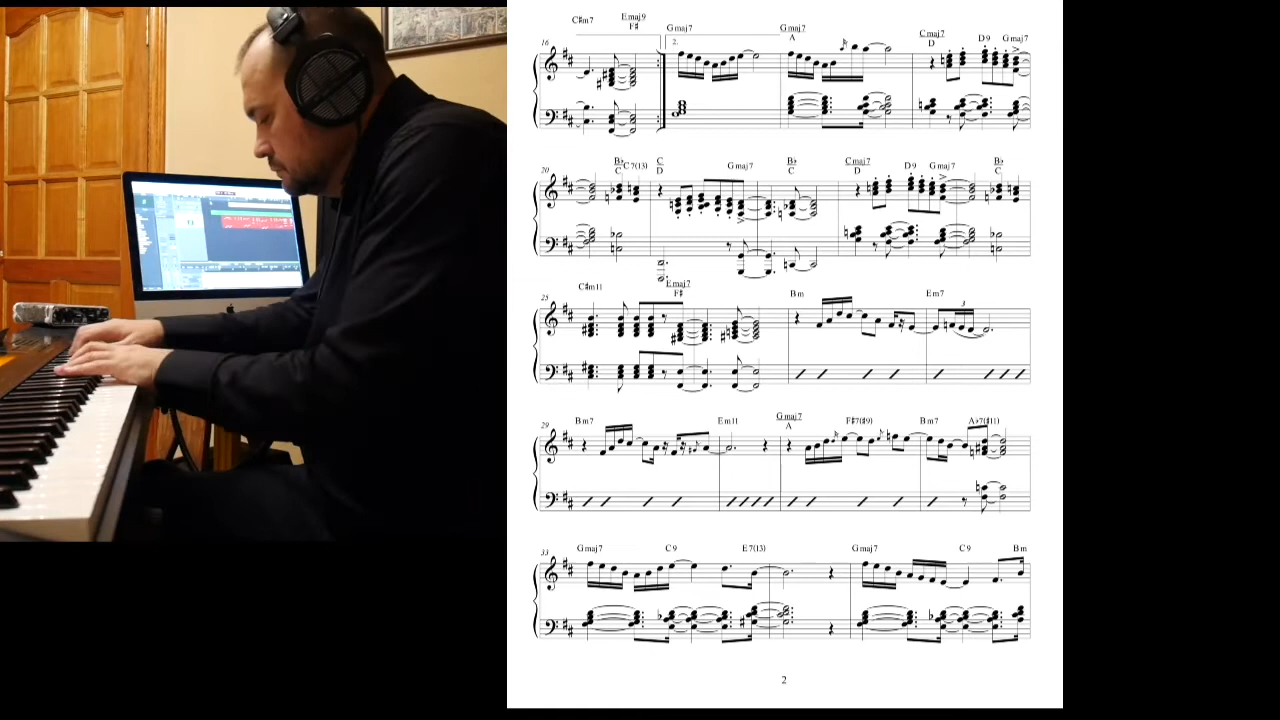 C♯m7 Emaj9 Gmaj7 Gmaj7 Cmaj7 D9 Gmaj7
F♯ A D
16 2.
B♭ C7(13) C Gmaj7 B♭ Cmaj7 D9 Gmaj7 B♭
20 C D C D C
C♯m11 Emaj7 Bm Em7
25 F♯ 3
Bm7 Em11 Gmaj7 F♯7(♯9) Bm7 A♭7(♯11)
29 A
Gmaj7 C9 E7(13) Gmaj7 C9 Bm
33
2